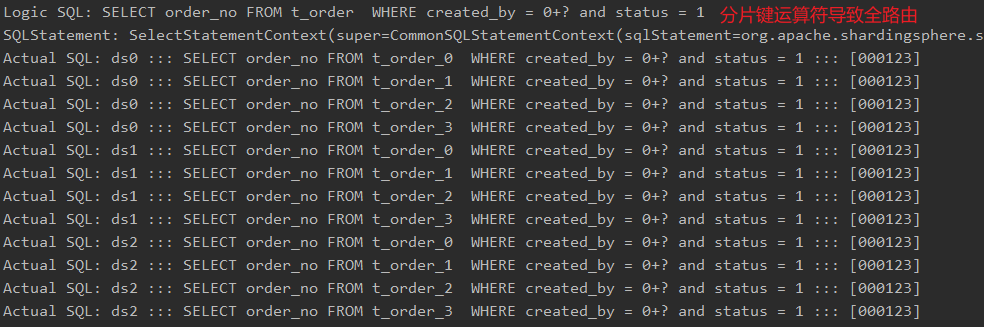 Logic SQL: SELECT order_no FROM t_order  WHERE created_by = 0+? and status = 1 分片键运算符导致全路由
SQLStatement: SelectStatementContext(super=CommonSQLStatementContext(sqlStatement=org.apache.shardingsphere.s
Actual SQL: ds0 ::: SELECT order_no FROM t_order_0  WHERE created_by = 0+? and status = 1 ::: [000123]
Actual SQL: ds0 ::: SELECT order_no FROM t_order_1  WHERE created_by = 0+? and status = 1 ::: [000123]
Actual SQL: ds0 ::: SELECT order_no FROM t_order_2  WHERE created_by = 0+? and status = 1 ::: [000123]
Actual SQL: ds0 ::: SELECT order_no FROM t_order_3  WHERE created_by = 0+? and status = 1 ::: [000123]
Actual SQL: ds1 ::: SELECT order_no FROM t_order_0  WHERE created_by = 0+? and status = 1 ::: [000123]
Actual SQL: ds1 ::: SELECT order_no FROM t_order_1  WHERE created_by = 0+? and status = 1 ::: [000123]
Actual SQL: ds1 ::: SELECT order_no FROM t_order_2  WHERE created_by = 0+? and status = 1 ::: [000123]
Actual SQL: ds1 ::: SELECT order_no FROM t_order_3  WHERE created_by = 0+? and status = 1 ::: [000123]
Actual SQL: ds2 ::: SELECT order_no FROM t_order_0  WHERE created_by = 0+? and status = 1 ::: [000123]
Actual SQL: ds2 ::: SELECT order_no FROM t_order_1  WHERE created_by = 0+? and status = 1 ::: [000123]
Actual SQL: ds2 ::: SELECT order_no FROM t_order_2  WHERE created_by = 0+? and status = 1 ::: [000123]
Actual SQL: ds2 ::: SELECT order_no FROM t_order_3  WHERE created_by = 0+? and status = 1 ::: [000123]